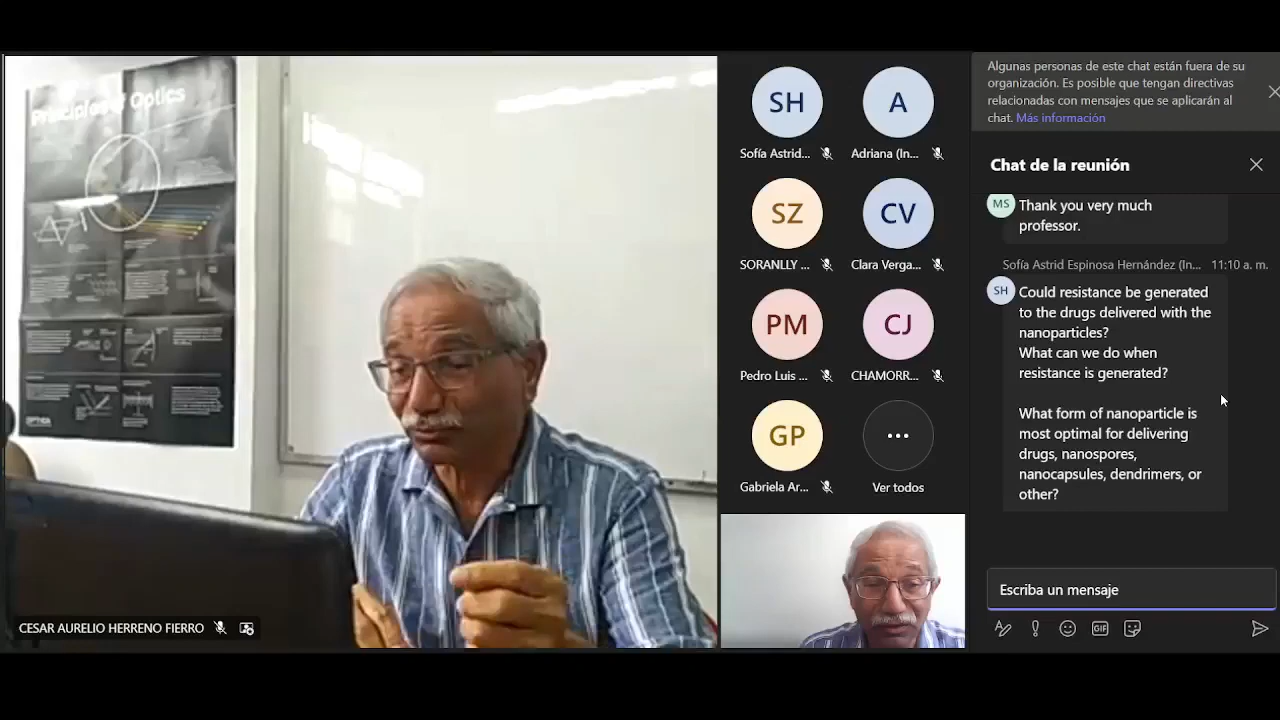 Principles of Optics
OPTICA
CESAR AURELIO HERRENO FIERRO
SH
A
Sofía Astrid...
Adriana (In...
SZ
CV
SORANLLY ...
Clara Verga...
PM
CJ
Pedro Luis ...
CHAMORR...
GP
...
Gabriela Ar...
Ver todos
Algunas personas de este chat están fuera de su
organización. Es posible que tengan directivas
relacionadas con mensajes que se aplicarán al
chat. Más información
Chat de la reunión
MS
Thank you very much
professor.
Sofía Astrid Espinosa Hernández (In... 11:10 a. m.
SH
Could resistance be generated
to the drugs delivered with the
nanoparticles?
What can we do when
resistance is generated?
What form of nanoparticle is
most optimal for delivering
drugs, nanospores,
nanocapsules, dendrimers, or
other?
Escriba un mensaje
GIF